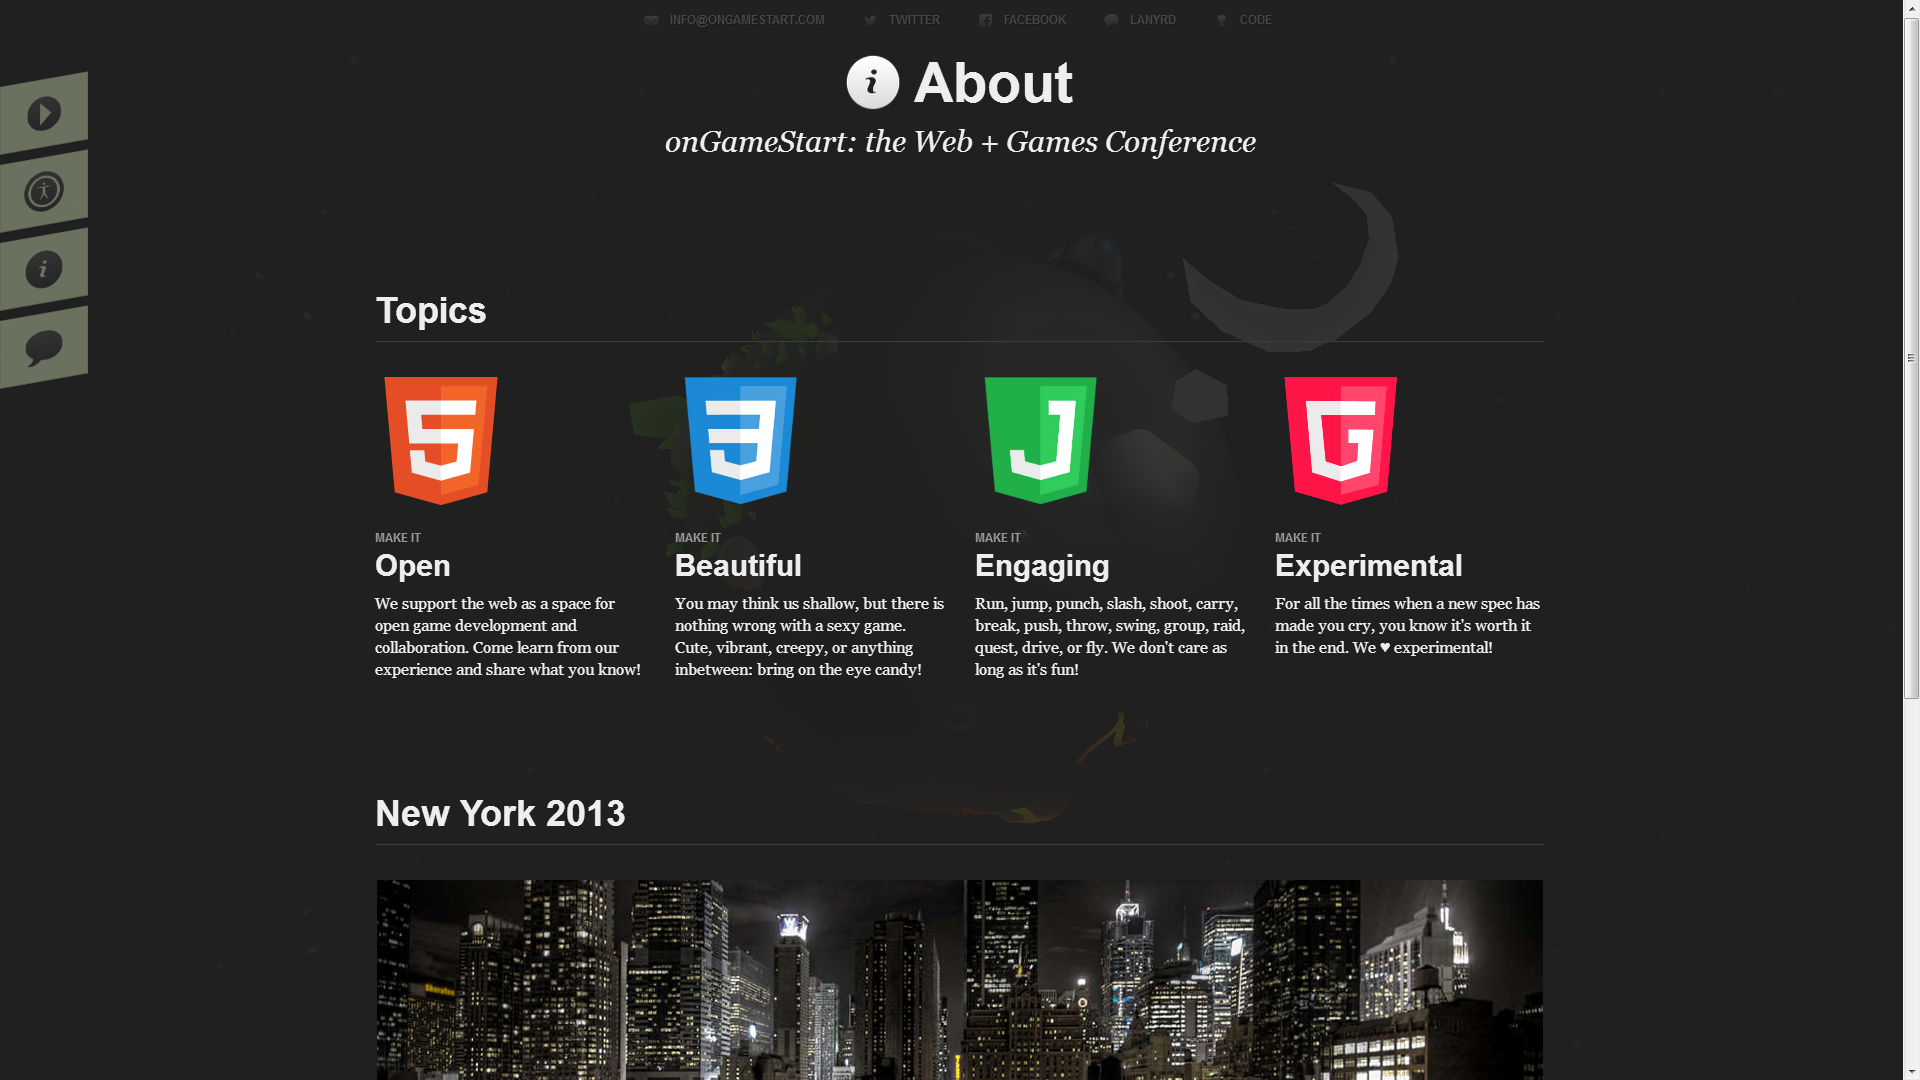 INFO@ONGAMESTART.COM TWITTER FACEBOOK LANYRD CODE
i About
onGameStart: the Web + Games Conference
i
Topics
5 3 J G
MAKE IT
Open
We support the web as a space for
open game development and
collaboration. Come learn from our
experience and share what you know!
MAKE IT
Beautiful
You may think us shallow, but there is
nothing wrong with a sexy game.
Cute, vibrant, creepy, or anything
inbetween: bring on the eye candy!
MAKE IT
Engaging
Run, jump, punch, slash, shoot, carry,
break, push, throw, swing, group, raid,
quest, drive, or fly. We don't care as
long as it's fun!
MAKE IT
Experimental
For all the times when a new spec has
made you cry, you know it's worth it
in the end. We ♥ experimental!
New York 2013
W
Sheraton